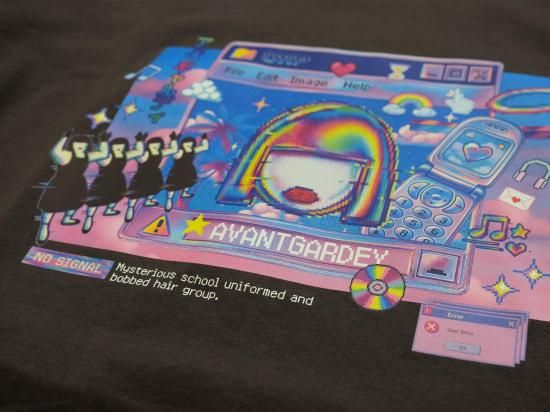 File Edit Image Help
AVANTGARDEY
NO SIGNAL
Mysterious school uniformed and
bobbed hair group.
Error
User Error
OK